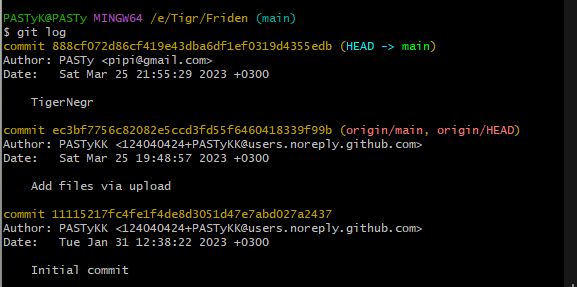 PASTyK@PASTy MINGW64 /e/Tigr/Friden (main)
$ git log
commit 888cf072d86cf419e43dba6df1ef0319d4355edb (HEAD -> main)
Author: PASTy <pipi@gmail.com>
Date:   Sat Mar 25 21:55:29 2023 +0300
TigerNegr
commit ec3bf7756c82082e5ccd3fd55f6460418339f99b (origin/main, origin/HEAD)
Author: PASTyKK <124040424+PASTyKK@users.noreply.github.com>
Date:   Sat Mar 25 19:48:57 2023 +0300
Add files via upload
commit 11115217fc4fe1f4de8d3051d47e7abd027a2437
Author: PASTyKK <124040424+PASTyKK@users.noreply.github.com>
Date:   Tue Jan 31 12:38:22 2023 +0300
Initial commit